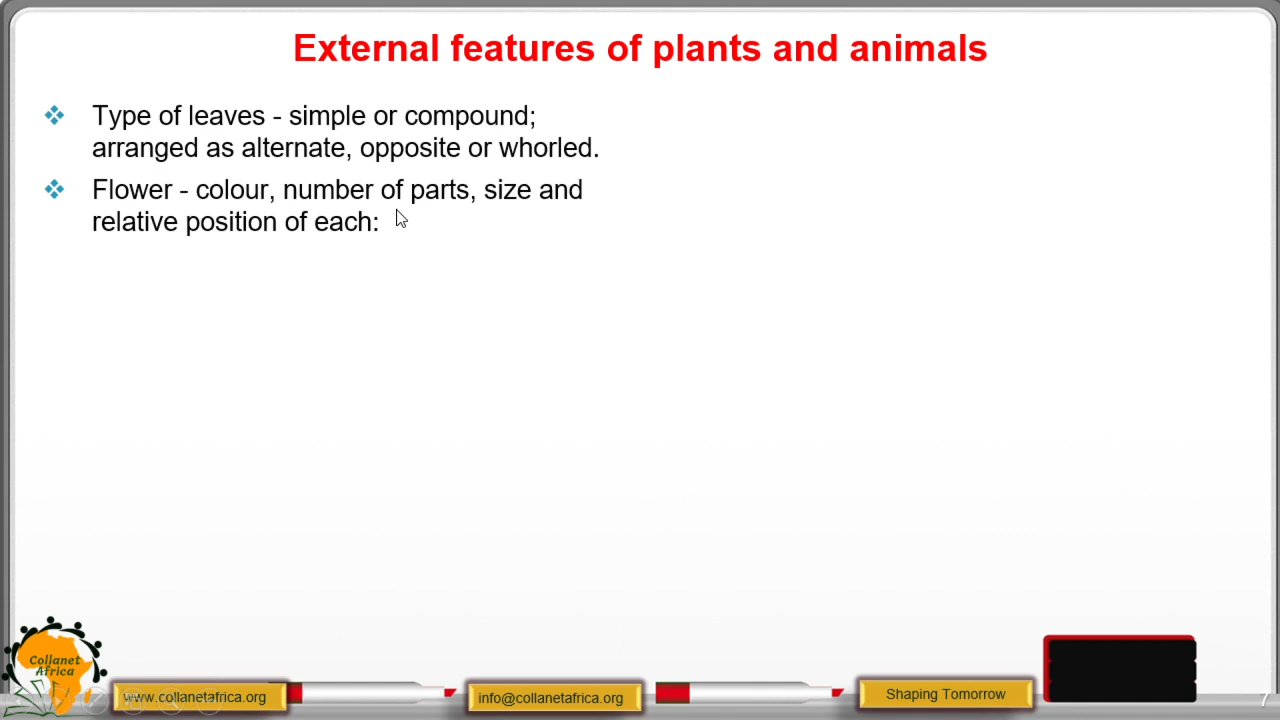 External features of plants and animals
Type of leaves - simple or compound;
arranged as alternate, opposite or whorled.
Flower - colour, number of parts, size and
relative position of each:
Collanet
Africa
www.collanetafrica.org
info@collanetafrica.org
Shaping Tomorrow
7